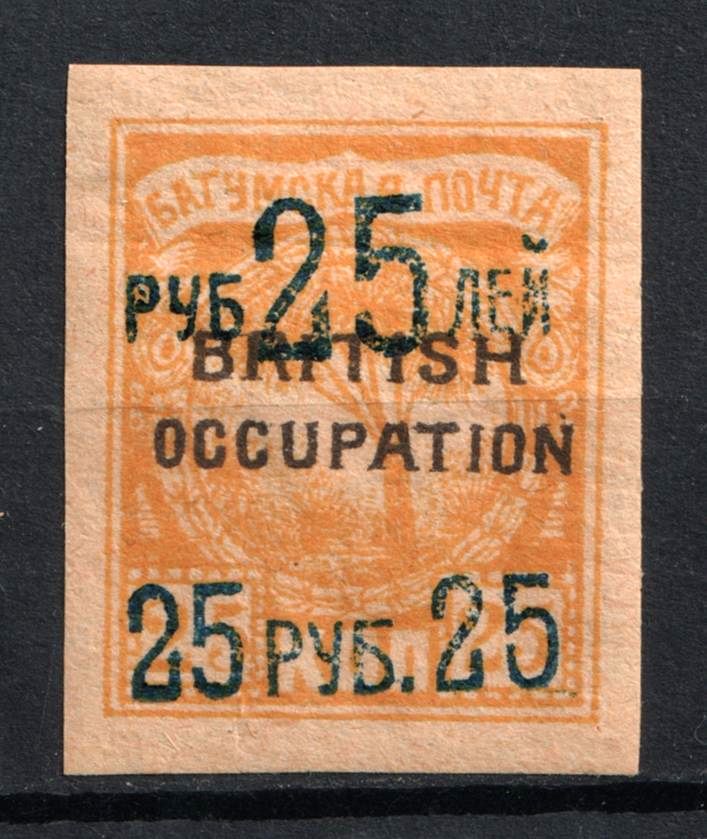 БАТУМСКАЯ ПОЧТА
РУБ 25 ЛЕЙ
BRITISH
OCCUPATION
25 РУБ. 25